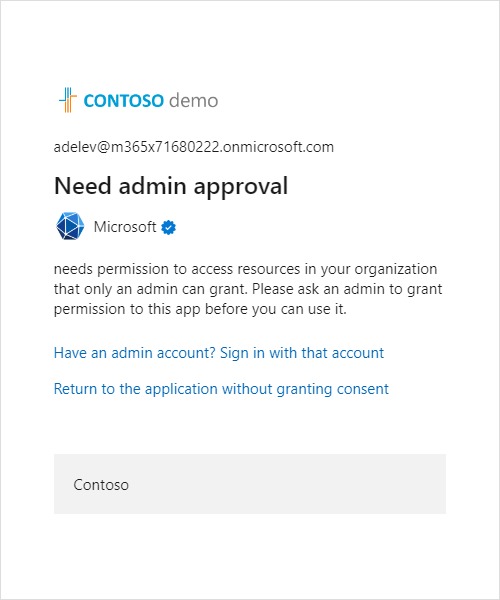 CONTOSO demo
adelev@m365x71680222.onmicrosoft.com
Need admin approval
Microsoft
needs permission to access resources in your organization
that only an admin can grant. Please ask an admin to grant
permission to this app before you can use it.
Have an admin account? Sign in with that account
Return to the application without granting consent
Contoso